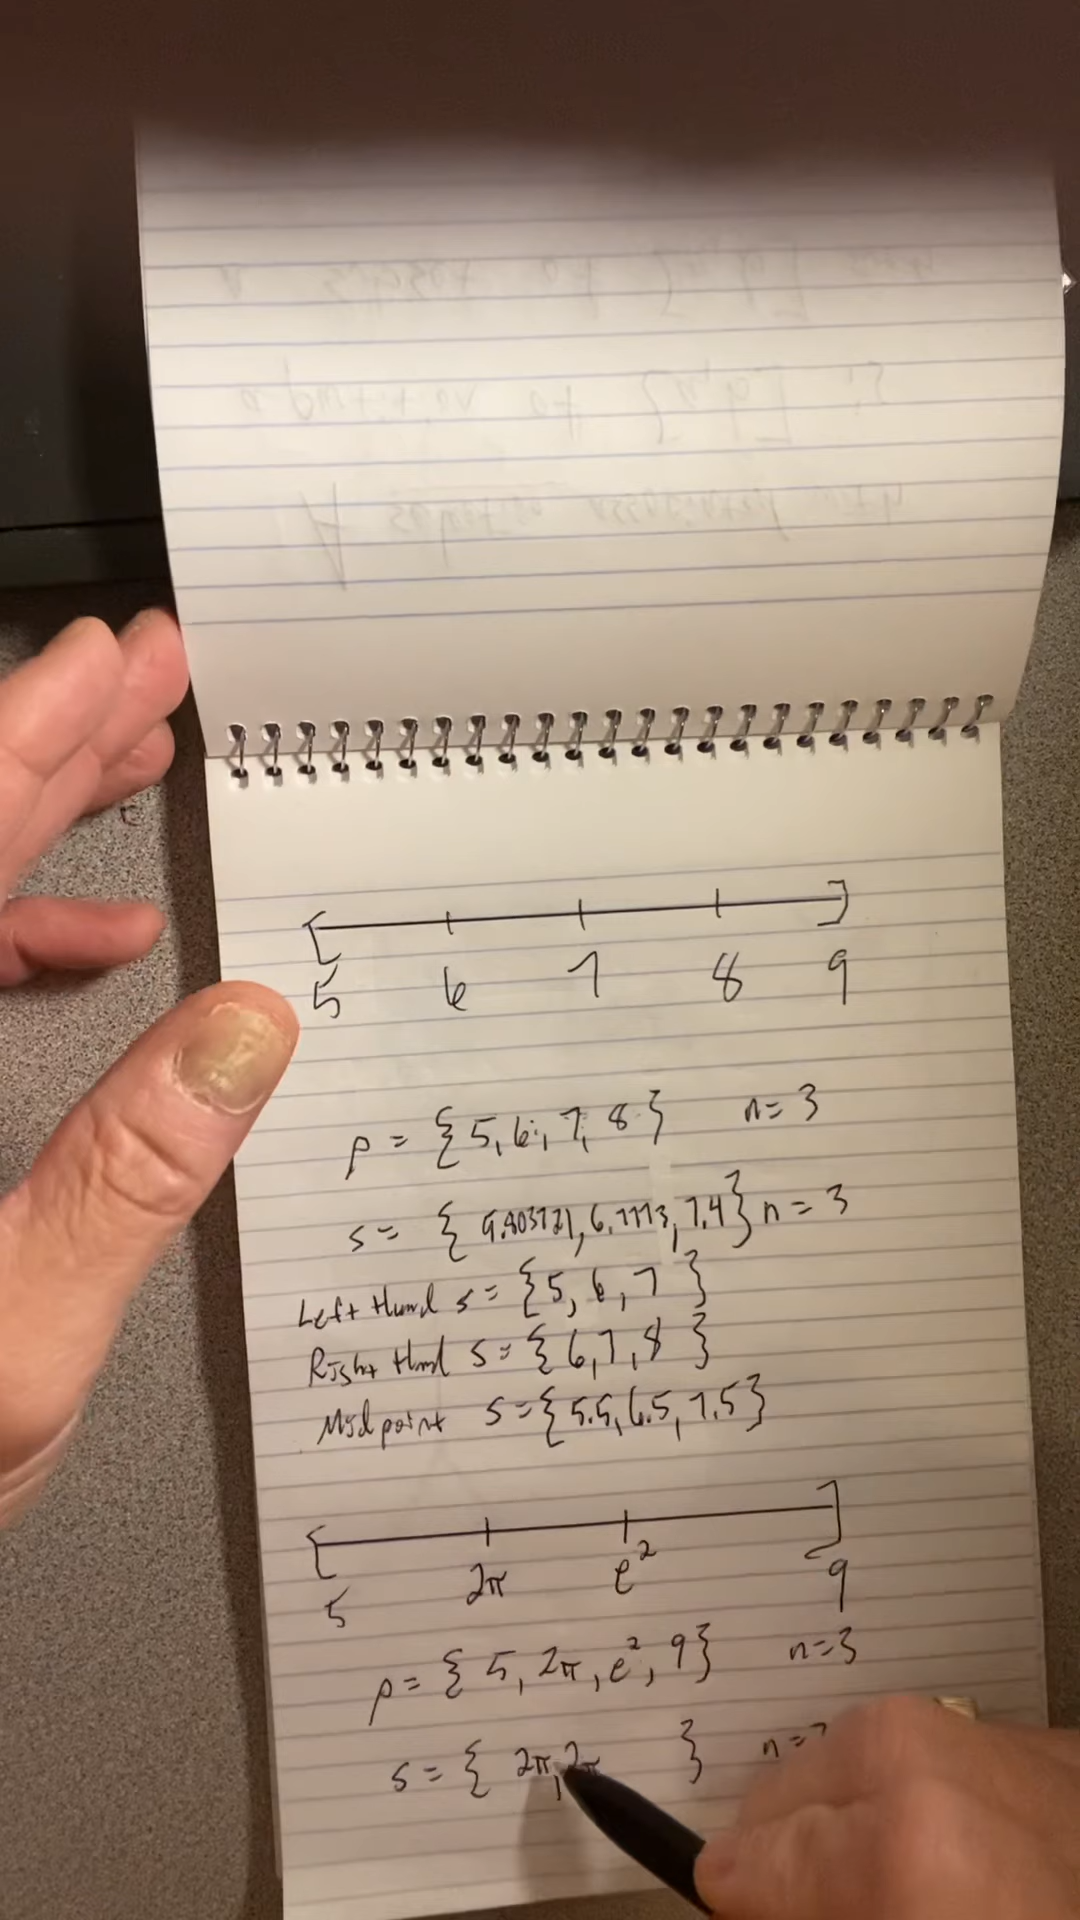 5 6 7 8 9
p = { 5, 6, 7, 8 } n = 3
s = { 5.803721, 6.7773, 7.4 } n = 3
Left Hand s = { 5, 6, 7 }
Right Hand s = { 6, 7, 8 }
Midpoint s = { 5.5, 6.5, 7.5 }
5 2π e² 9
p = { 5, 2π, e², 9 } n = 3
s = { 2π, 2π } n =